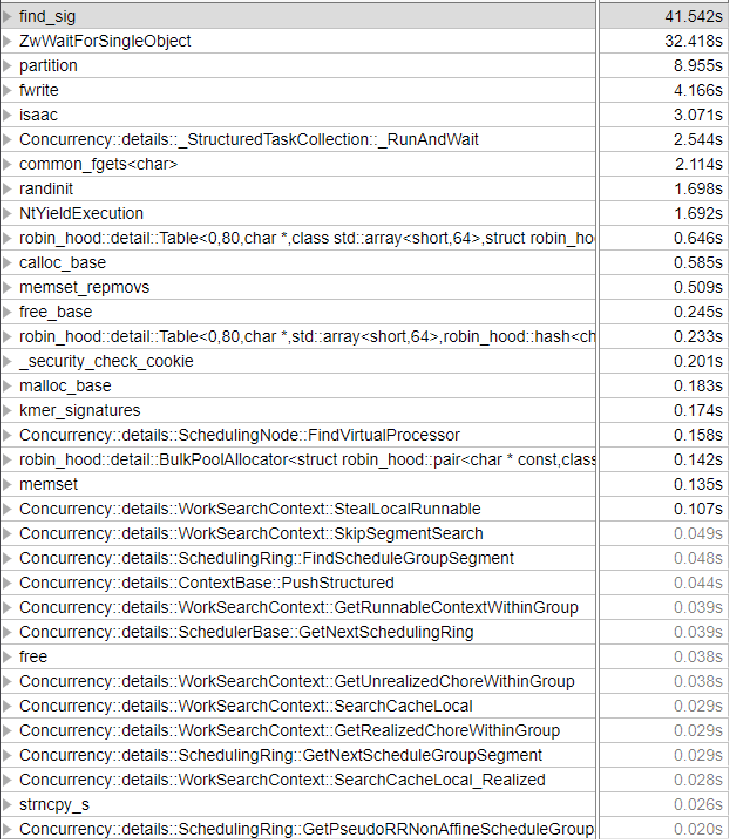 find_sig 41.542s
ZwWaitForSingleObject 32.418s
partition 8.955s
fwrite 4.166s
isaac 3.071s
Concurrency::details::_StructuredTaskCollection::_RunAndWait 2.544s
common_fgets<char> 2.114s
randinit 1.698s
NtYieldExecution 1.692s
robin_hood::detail::Table<0,80,char *,class std::array<short,64>,struct robin_ho 0.646s
calloc_base 0.585s
memset_repmovs 0.509s
free_base 0.245s
robin_hood::detail::Table<0,80,char *,std::array<short,64>,robin_hood::hash<ch 0.233s
_security_check_cookie 0.201s
malloc_base 0.183s
kmer_signatures 0.174s
Concurrency::details::SchedulingNode::FindVirtualProcessor 0.158s
robin_hood::detail::BulkPoolAllocator<struct robin_hood::pair<char * const,class 0.142s
memset 0.135s
Concurrency::details::WorkSearchContext::StealLocalRunnable 0.107s
Concurrency::details::WorkSearchContext::SkipSegmentSearch 0.049s
Concurrency::details::SchedulingRing::FindScheduleGroupSegment 0.048s
Concurrency::details::ContextBase::PushStructured 0.044s
Concurrency::details::WorkSearchContext::GetRunnableContextWithinGroup 0.039s
Concurrency::details::SchedulerBase::GetNextSchedulingRing 0.039s
free 0.038s
Concurrency::details::WorkSearchContext::GetUnrealizedChoreWithinGroup 0.038s
Concurrency::details::WorkSearchContext::SearchCacheLocal 0.029s
Concurrency::details::WorkSearchContext::GetRealizedChoreWithinGroup 0.029s
Concurrency::details::SchedulingRing::GetNextScheduleGroupSegment 0.029s
Concurrency::details::WorkSearchContext::SearchCacheLocal_Realized 0.028s
strncpy_s 0.026s
Concurrency::details::SchedulingRing::GetPseudoRRNonAffineScheduleGroup 0.020s